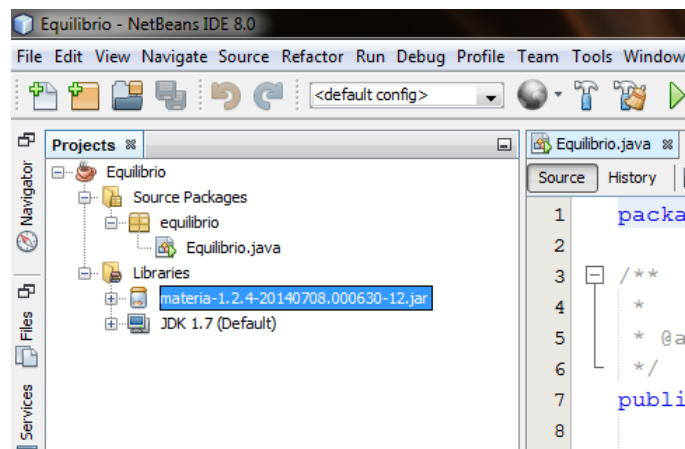 Equilibrio - NetBeans IDE 8.0
File Edit View Navigate Source Refactor Run Debug Profile Team Tools Window
<default config>
Projects
Equilibrio.java
Navigator
Files
Services
Equilibrio
Source Packages
equilibrio
Equilibrio.java
Libraries
materia-1.2.4-20140708.000630-12.jar
JDK 1.7 (Default)
Source History
1 packa
2
3 /**
4 *
5 * @a
6 */
7 publi
8